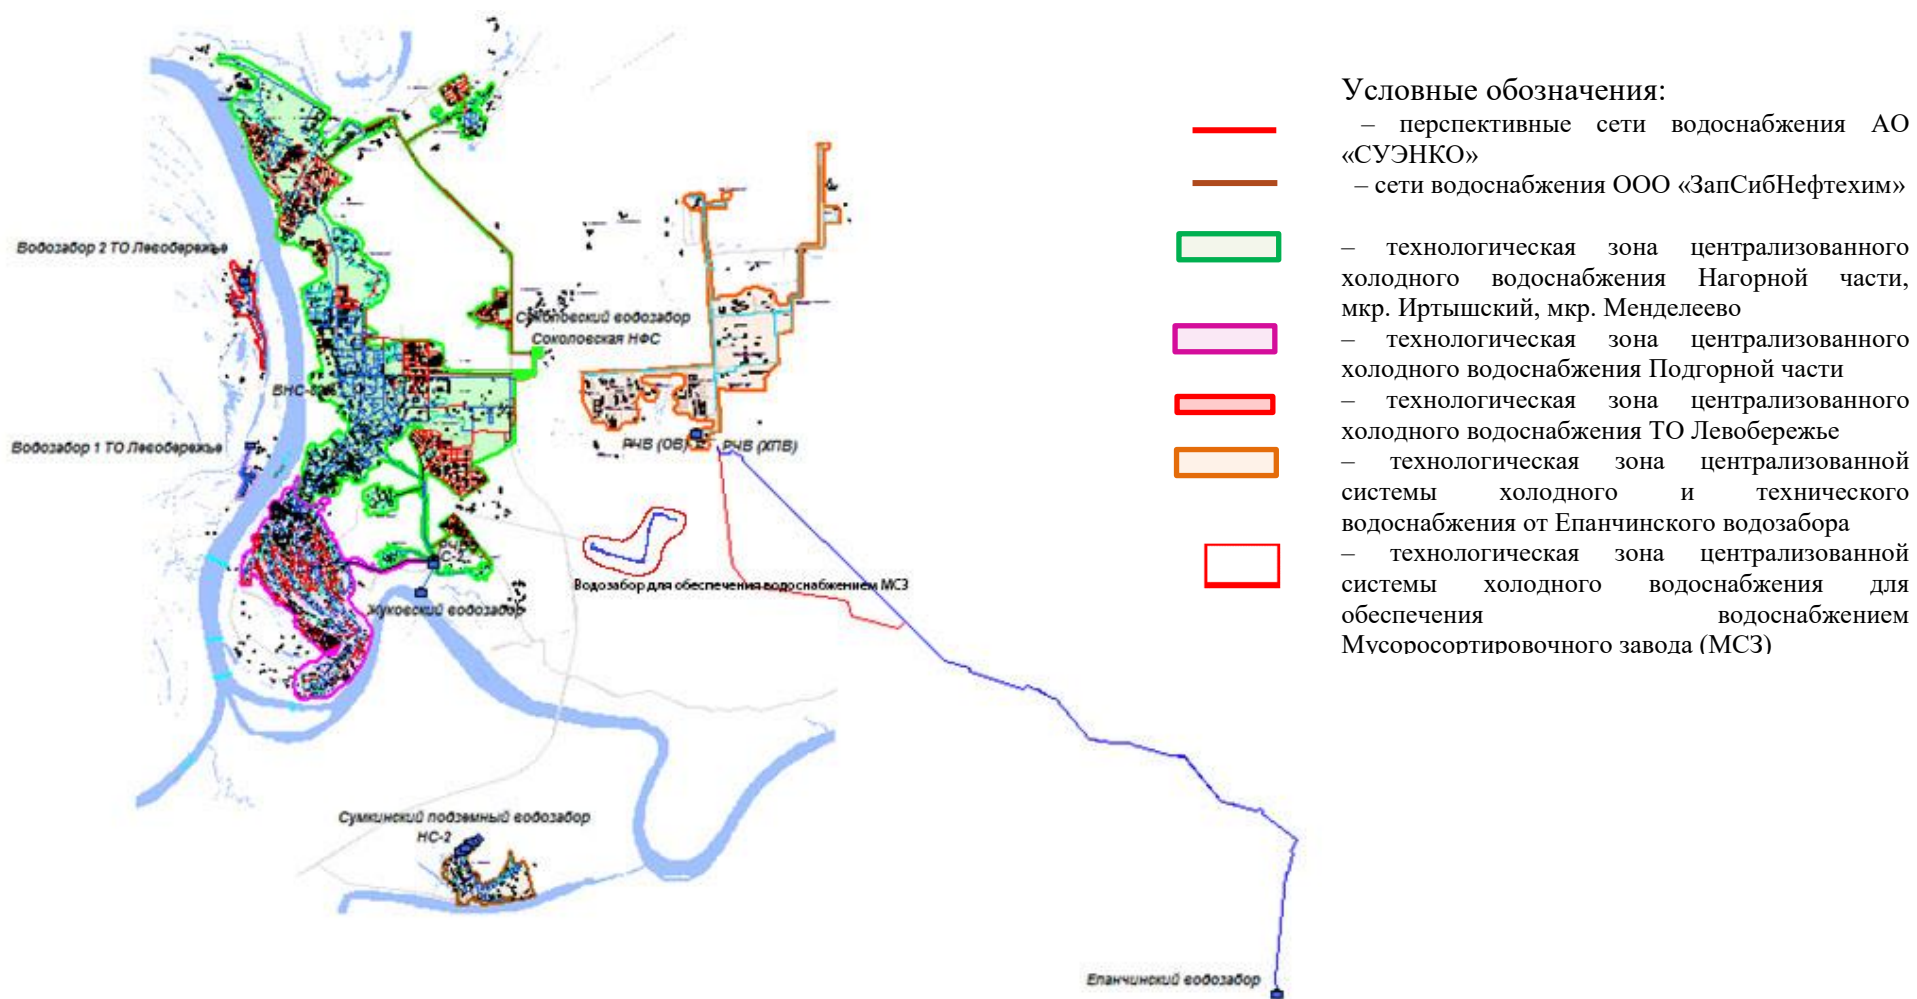 Водозабор 2 ТО Левобережье
Соколовский водозабор
Соколовская НФС
Водозабор 1 ТО Левобережье
РЧВ (ОВ)
РЧВ (ХПВ)
Водозабор для обеспечения водоснабжением МСЗ
Жуковский водозабор
Сумкинский подземный водозабор
НС-2
Епанчинский водозабор
Условные обозначения:
– перспективные сети водоснабжения АО
«СУЭНКО»
– сети водоснабжения ООО «ЗапСибНефтехим»
– технологическая зона централизованного
холодного водоснабжения Нагорной части,
мкр. Иртышский, мкр. Менделеево
– технологическая зона централизованного
холодного водоснабжения Подгорной части
– технологическая зона централизованного
холодного водоснабжения ТО Левобережье
– технологическая зона централизованной
системы холодного и технического
водоснабжения от Епанчинского водозабора
– технологическая зона централизованной
системы холодного водоснабжения для
обеспечения водоснабжением
Мусоросортировочного завода (МСЗ)